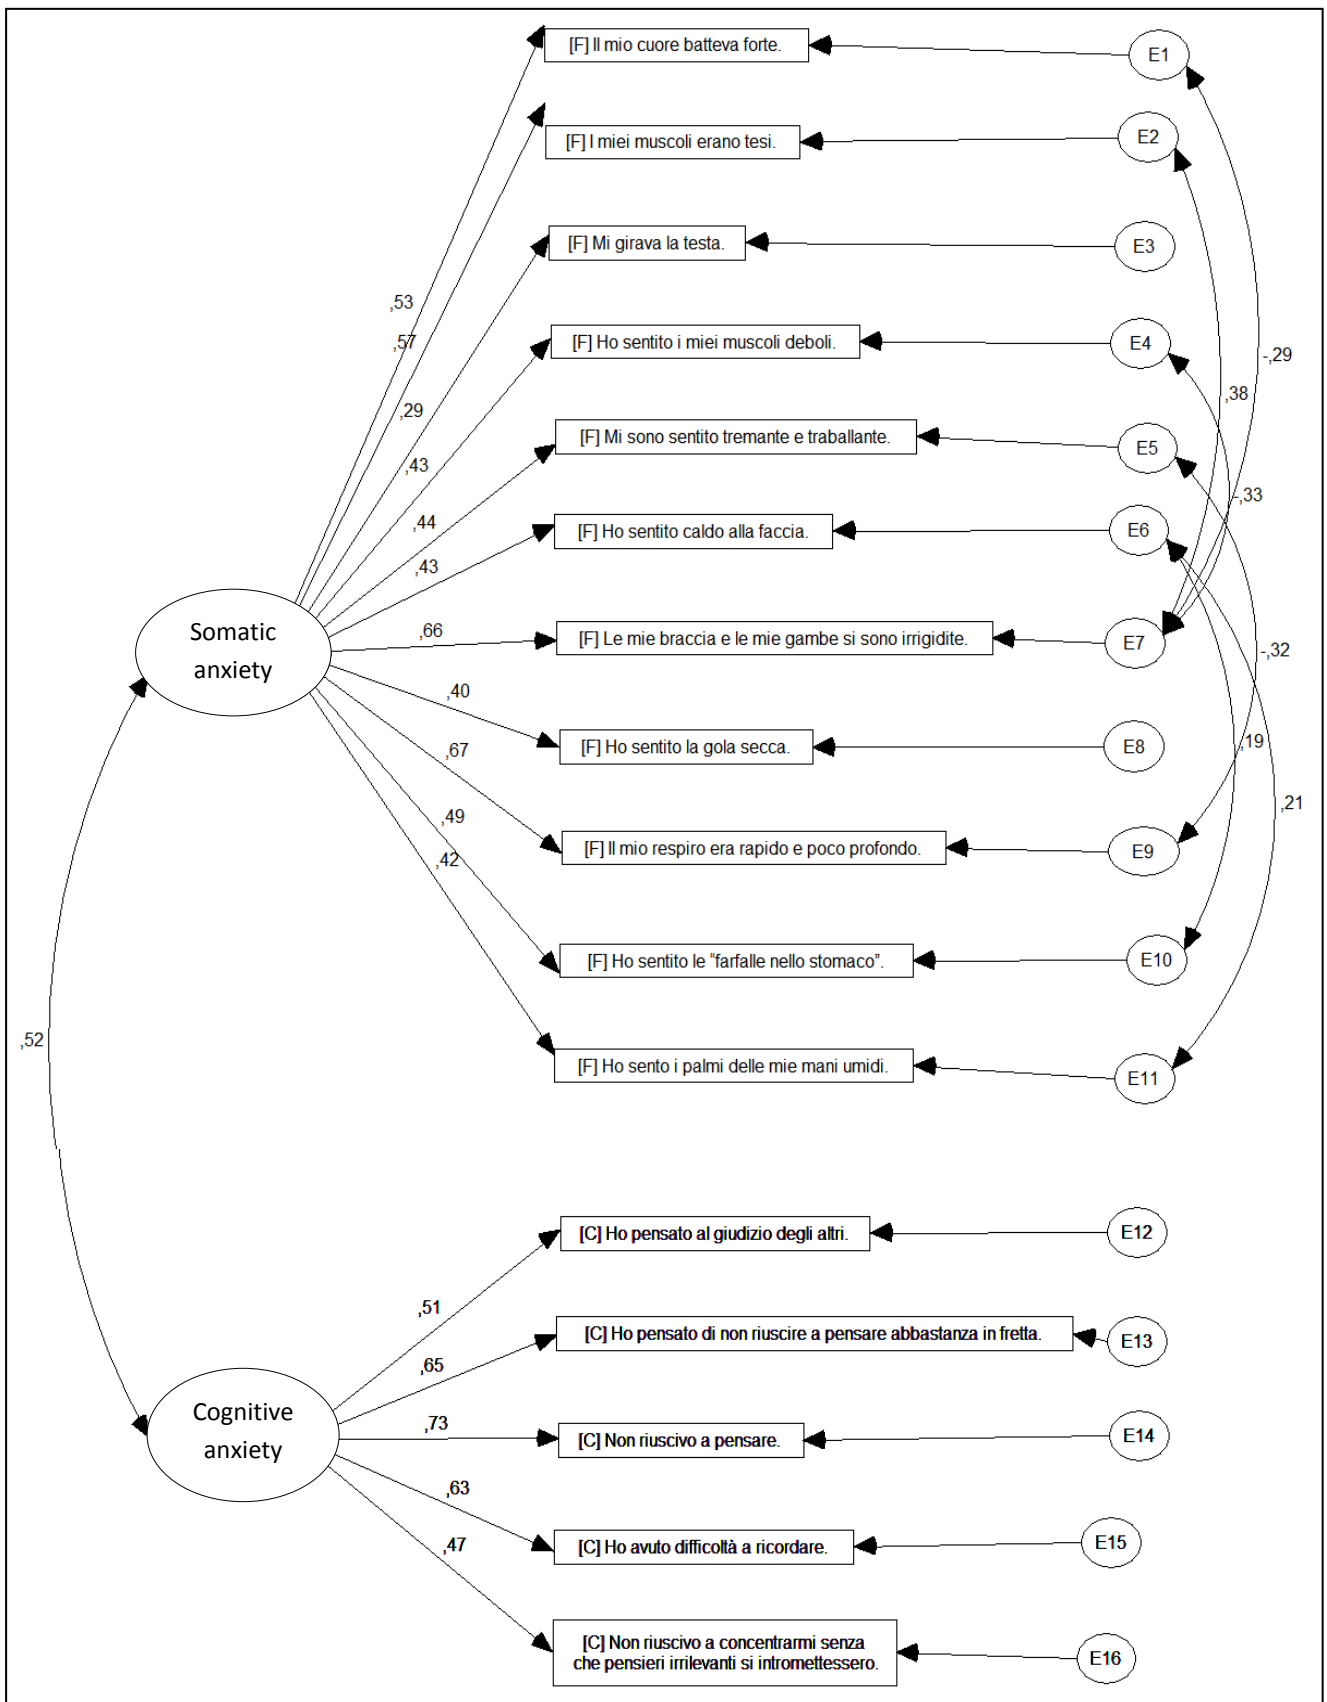 [F] Il mio cuore batteva forte.
E1
[F] I miei muscoli erano tesi.
E2
[F] Mi girava la testa.
E3
,53
,57
[F] Ho sentito i miei muscoli deboli.
E4
-,29
,38
,29
[F] Mi sono sentito tremante e traballante.
E5
,43
-,33
,44
[F] Ho sentito caldo alla faccia.
E6
,43
Somatic
anxiety
,66
[F] Le mie braccia e le mie gambe si sono irrigidite.
E7
-,32
,40
[F] Ho sentito la gola secca.
E8
,19
,67
,21
,49
[F] Il mio respiro era rapido e poco profondo.
E9
,42
[F] Ho sentito le “farfalle nello stomaco”.
E10
,52
[F] Ho sento i palmi delle mie mani umidi.
E11
[C] Ho pensato al giudizio degli altri.
E12
,51
[C] Ho pensato di non riuscire a pensare abbastanza in fretta.
E13
,65
Cognitive
anxiety
,73
[C] Non riuscivo a pensare.
E14
,63
,47
[C] Ho avuto difficoltà a ricordare.
E15
[C] Non riuscivo a concentrarmi senza
che pensieri irrilevanti si intromettessero.
E16